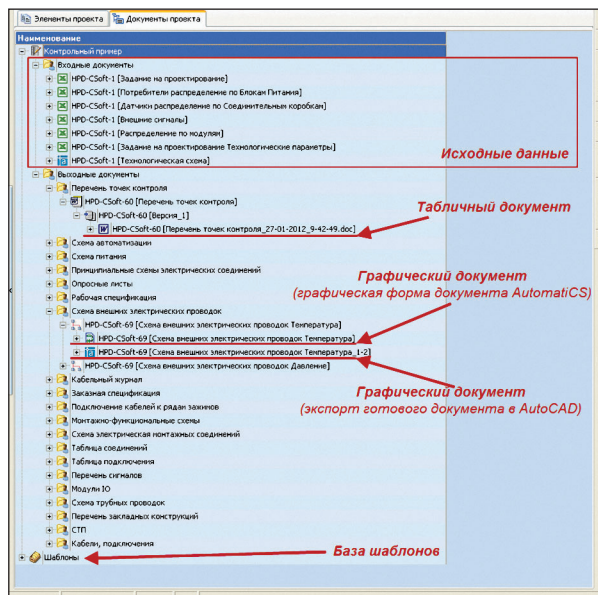 Элементы проекта Документы проекта
Наименование
Контрольный пример
Входные документы
HPD-CSoft-1 [Задание на проектирование]
HPD-CSoft-1 [Потребители распределение по Блокам Питания]
HPD-CSoft-1 [Датчики распределение по Соединительным коробкам]
HPD-CSoft-1 [Внешние сигналы]
HPD-CSoft-1 [Распределение по модулям]
HPD-CSoft-1 [Задание на проектирование Технологические параметры]
HPD-CSoft-1 [Технологическая схема]
Исходные данные
Выходные документы
Перечень точек контроля
HPD-CSoft-60 [Перечень точек контроля]
HPD-CSoft-60 [Версия_1]
HPD-CSoft-60 [Перечень точек контроля_27-01-2012_9-42-49.doc]
Табличный документ
Схема автоматизации
Схема питания
Принципиальные схемы электрических соединений
Опросные листы
Рабочая спецификация
Графический документ
(графическая форма документа AutomatiCS)
Схема внешних электрических проводок
HPD-CSoft-69 [Схема внешних электрических проводок Температура]
HPD-CSoft-69 [Схема внешних электрических проводок Температура]
HPD-CSoft-69 [Схема внешних электрических проводок Температура_1-2]
HPD-CSoft-69 [Схема внешних электрических проводок Давление]
Графический документ
(экспорт готового документа в AutoCAD)
Кабельный журнал
Заказная спецификация
Подключение кабелей к рядам зажимов
Монтажно-функциональные схемы
Схема электрическая монтажных соединений
Таблица соединений
Таблица подключения
Перечень сигналов
Модули IO
Схема трубных проводок
Перечень закладных конструкций
СТП
Кабели, подключения
Шаблоны
База шаблонов